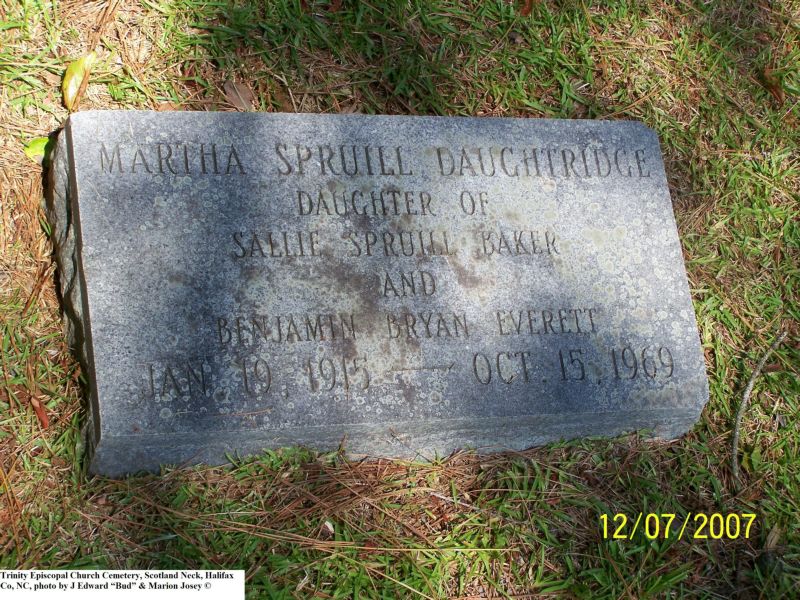 MARTHA SPRUILL DAUGHTRIDGE
DAUGHTER OF
SALLIE SPRUILL BAKER
AND
BENJAMIN BRYAN EVERETT
JAN. 19, 1915 — OCT. 15, 1969
12/07/2007
Trinity Episcopal Church Cemetery, Scotland Neck, Halifax
Co, NC, photo by J Edward “Bud” & Marion Josey ©